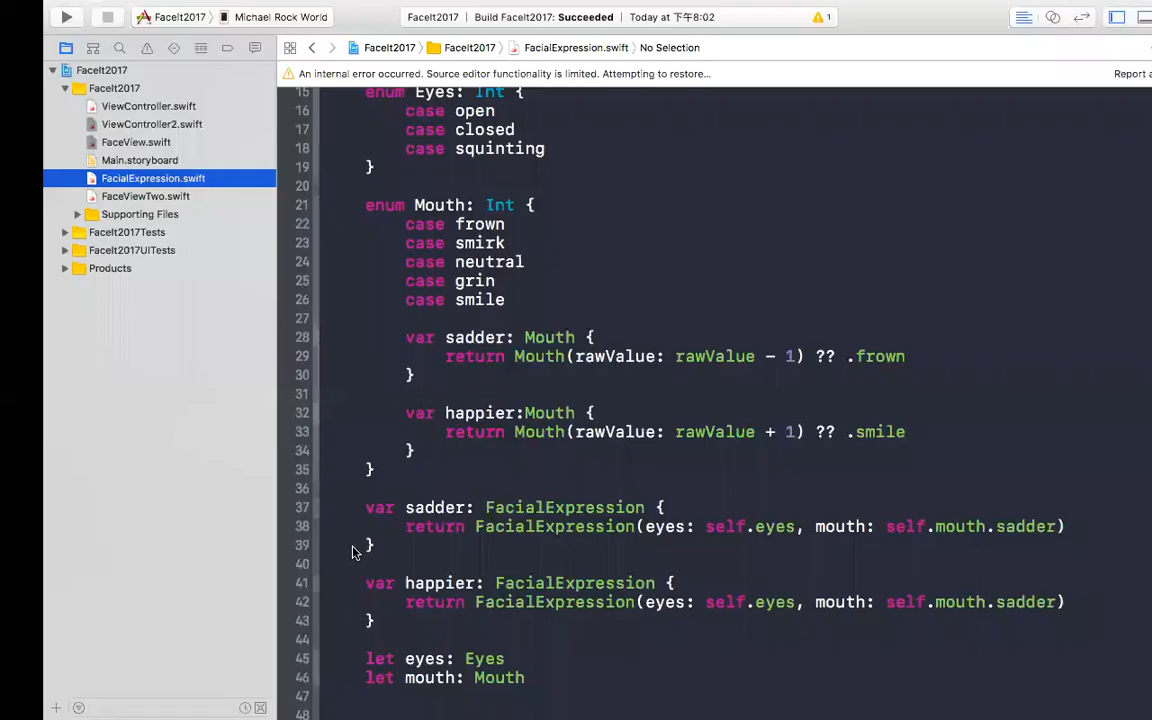 FaceIt2017 Michael Rock World FaceIt2017 Build FaceIt2017: Succeeded Today at 下午8:02 1
FaceIt2017 FaceIt2017 FacialExpression.swift No Selection
An internal error occurred. Source editor functionality is limited. Attempting to restore... Report a
FaceIt2017
FaceIt2017
ViewController.swift
ViewController2.swift
FaceView.swift
Main.storyboard
FacialExpression.swift
FaceViewTwo.swift
Supporting Files
FaceIt2017Tests
FaceIt2017UITests
Products
15 enum Eyes: Int {
16 case open
17 case closed
18 case squinting
19 }
20
21 enum Mouth: Int {
22 case frown
23 case smirk
24 case neutral
25 case grin
26 case smile
27
28 var sadder: Mouth {
29 return Mouth(rawValue: rawValue - 1) ?? .frown
30 }
31
32 var happier:Mouth {
33 return Mouth(rawValue: rawValue + 1) ?? .smile
34 }
35 }
36
37 var sadder: FacialExpression {
38 return FacialExpression(eyes: self.eyes, mouth: self.mouth.sadder)
39 }
40
41 var happier: FacialExpression {
42 return FacialExpression(eyes: self.eyes, mouth: self.mouth.sadder)
43 }
44
45 let eyes: Eyes
46 let mouth: Mouth
47
48